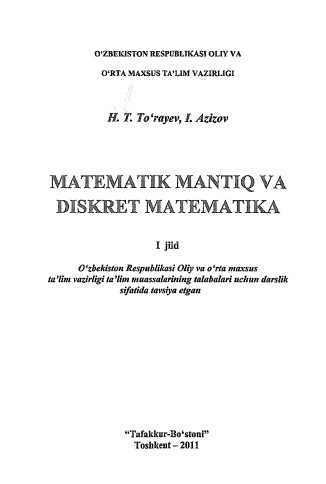 O‘ZBEKISTON RESPUBLIKASI OLIY VA
O‘RTA MAXSUS TA’LIM VAZIRLIGI
H. T. To‘rayev, I. Azizov
MATEMATIK MANTIQ VA
DISKRET MATEMATIKA
I jild
O‘zbekiston Respublikasi Oliy va o‘rta maxsus
ta’lim vazirligi ta’lim muassalarining talabalari uchun darslik
sifatida tavsiya etgan
“Tafakkur-Bo‘stoni”
Toshkent – 2011